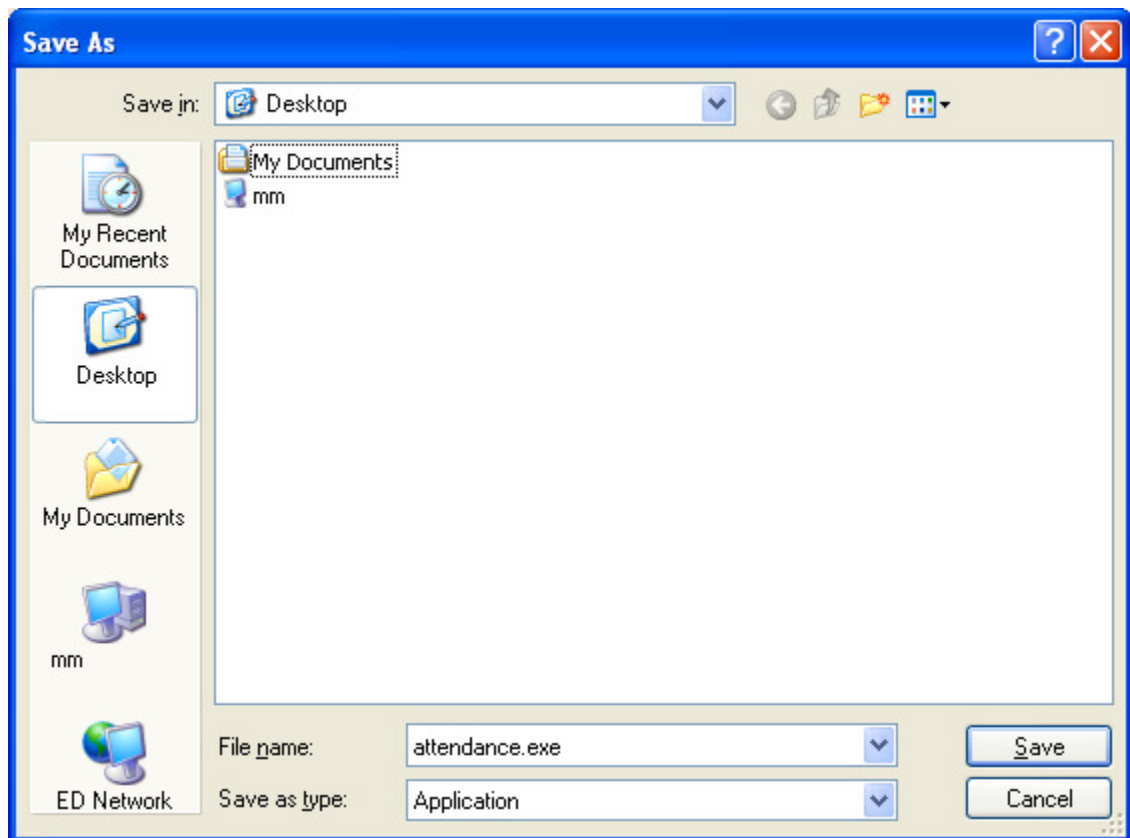 Save As
Save in: Desktop
My Documents
mm
My Recent
Documents
Desktop
My Documents
mm
ED Network
File name: attendance.exe
Save
Save as type: Application
Cancel